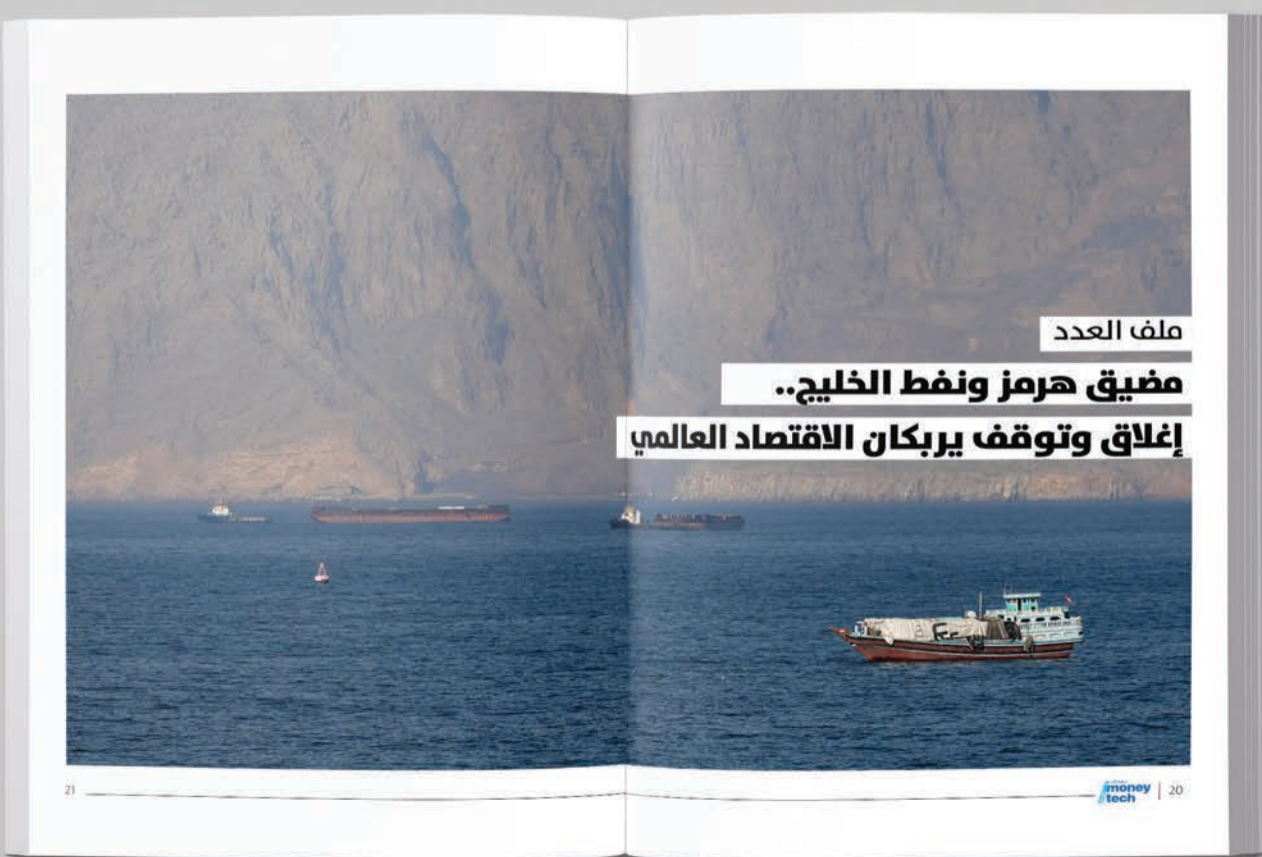 ملف العدد
مضيق هرمز ونفط الخليج..
إغلاق وتوقف يربكان الاقتصاد العالمي
money
tech
20
21